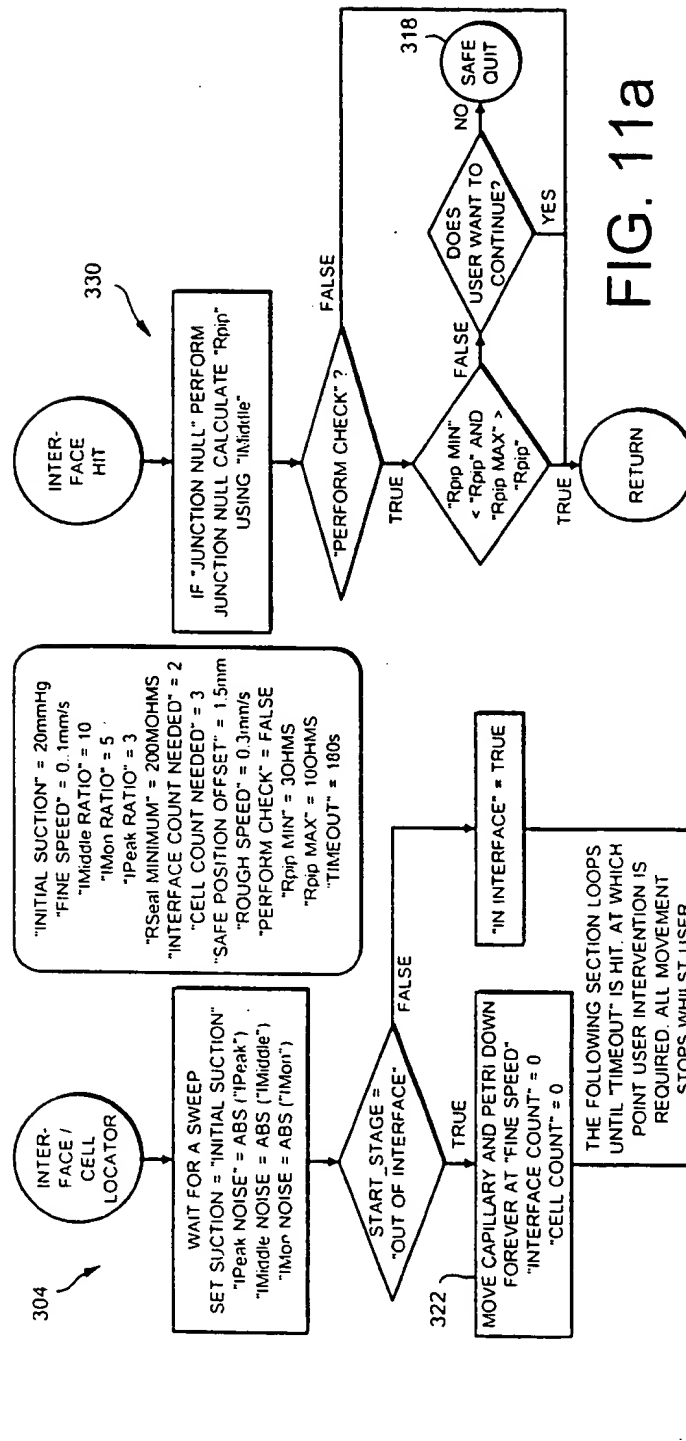 304
INTER-
FACE /
CELL
LOCATOR
WAIT FOR A SWEEP
SET SUCTION = "INITIAL SUCTION"
"IPeak NOISE" = ABS ("IPeak")
"IMiddle NOISE = ABS ("IMiddle")
"IMon NOISE = ABS ("IMon")
START_STAGE =
"OUT OF INTERFACE"
FALSE
TRUE
322
MOVE CAPILLARY AND PETRI DOWN
FOREVER AT "FINE SPEED"
"INTERFACE COUNT" = 0
"CELL COUNT" = 0
"IN INTERFACE" = TRUE
THE FOLLOWING SECTION LOOPS
UNTIL "TIMEOUT" IS HIT. AT WHICH
POINT USER INTERVENTION IS
REQUIRED. ALL MOVEMENT
STOPS WHILST USER
"INITIAL SUCTION" = 20mmHg
"FINE SPEED" = 0..1mm/s
"IMiddle RATIO" = 10
"IMon RATIO" = 5
"IPeak RATIO" = 3
"RSeal MINIMUM" = 200MOHMS
"INTERFACE COUNT NEEDED" = 2
"CELL COUNT NEEDED" = 3
"SAFE POSITION OFFSET" = 1.5mm
"ROUGH SPEED" = 0.3mm/s
"PERFORM CHECK" = FALSE
"Rpip MIN" = 3OHMS
"Rpip MAX" = 10OHMS
"TIMEOUT" = 180s
330
INTER-
FACE
HIT
IF "JUNCTION NULL" PERFORM
JUNCTION NULL CALCULATE "Rpip"
USING "IMiddle"
"PERFORM CHECK" ?
FALSE
TRUE
"Rpip MIN"
< "Rpip" AND
"Rpip MAX" >
"Rpip"
FALSE
TRUE
DOES
USER WANT TO
CONTINUE?
NO
YES
318
SAFE
QUIT
RETURN
FIG. 11a